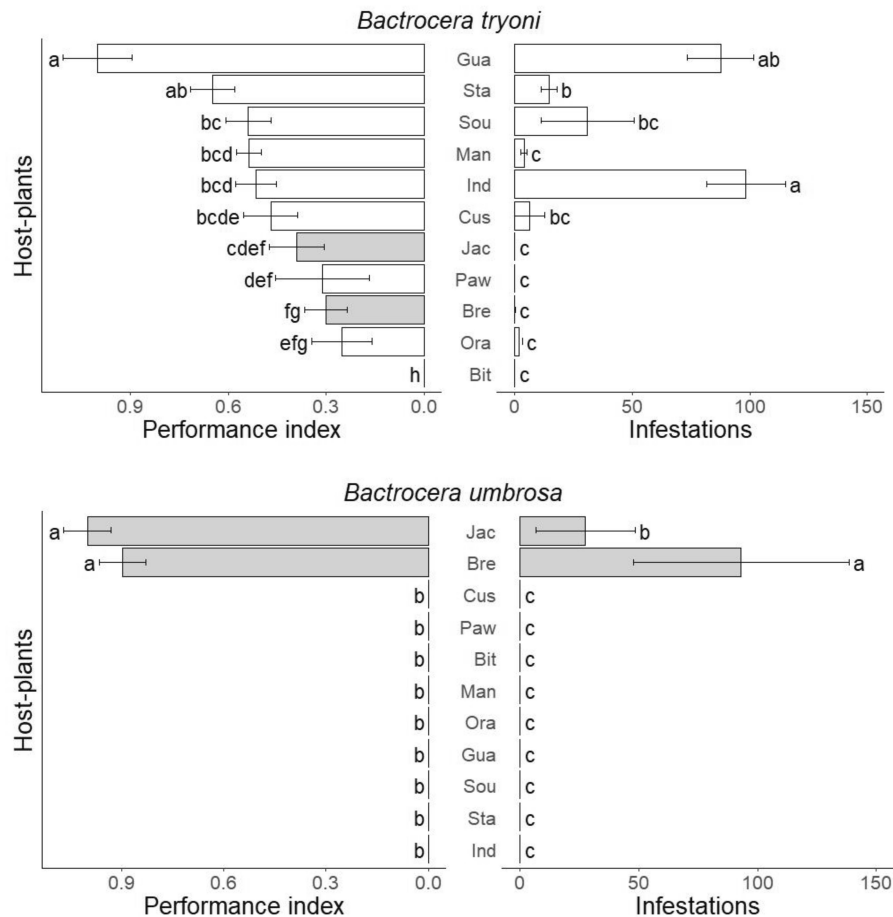 Bactrocera tryoni
Host-plants
a Gua ab
ab Sta b
bc Sou bc
bcd Man c
bcd Ind a
bcde Cus bc
cdef Jac c
def Paw c
fg Bre c
efg Ora c
h Bit c
0.9 0.6 0.3 0.0 0 50 100 150
Performance index Infestations
Bactrocera umbrosa
Host-plants
a Jac b
a Bre a
b Cus c
b Paw c
b Bit c
b Man c
b Ora c
b Gua c
b Sou c
b Sta c
b Ind c
0.9 0.6 0.3 0.0 0 50 100 150
Performance index Infestations